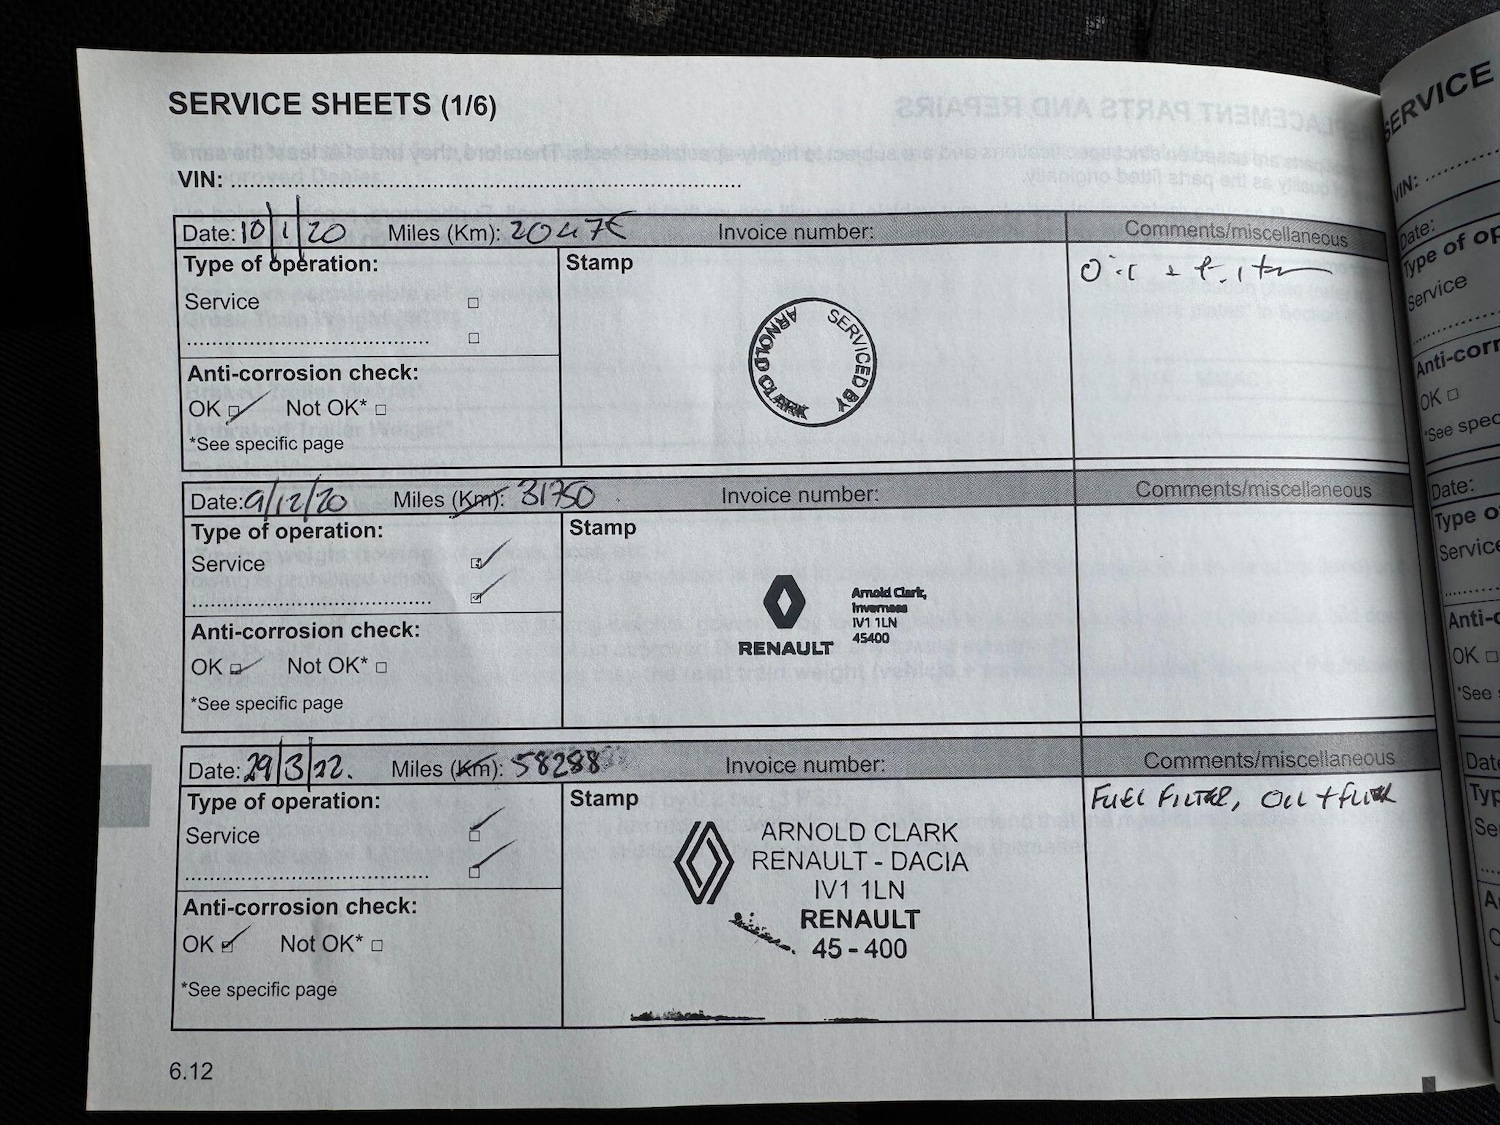 SERVICE SHEETS (1/6)
VIN:
Date: 10/1/20 Miles (Km): 20475 Invoice number: Comments/miscellaneous
Type of operation:
Stamp
Oil + filter
Service
SERVICED BY
ARNOLD CLARK
Anti-corrosion check:
OK Not OK*
*See specific page
Date: 9/12/20 Miles (Km): 31750 Invoice number: Comments/miscellaneous
Type of operation:
Stamp
Service
RENAULT
Arnold Clark,
Inverness
IV1 1LN
45400
Anti-corrosion check:
OK Not OK*
*See specific page
Date: 29/3/22. Miles (Km): 58288 Invoice number: Comments/miscellaneous
Type of operation:
Stamp
FUEL FILTER, OIL + FILTER
Service
ARNOLD CLARK
RENAULT - DACIA
IV1 1LN
RENAULT
45 - 400
Anti-corrosion check:
OK Not OK*
*See specific page
6.12
SERVICE
VIN:
Date:
Type of op
Service
Anti-corr
OK
*See spec
Date:
Type o
Service
Anti-c
OK
*See